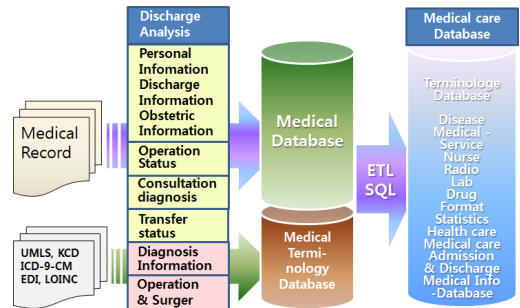 Discharge
Analysis
Personal
Infomation
Discharge
Information
Obstetric
Information
Operation
Status
Consultation
diagnosis
Transfer
status
Diagnosis
Information
Operation
& Surger
Medical
Record
UMLS, KCD
ICD-9-CM
EDI, LOINC
Medical
Database
Medical
Termi-
nology
Database
ETL
SQL
Medical care
Database
Terminologe
Database
Disease
Medical -
Service
Nurse
Radio
Lab
Drug
Format
Statistics
Health care
Medical care
Admission
& Discharge
Medical Info
-Database